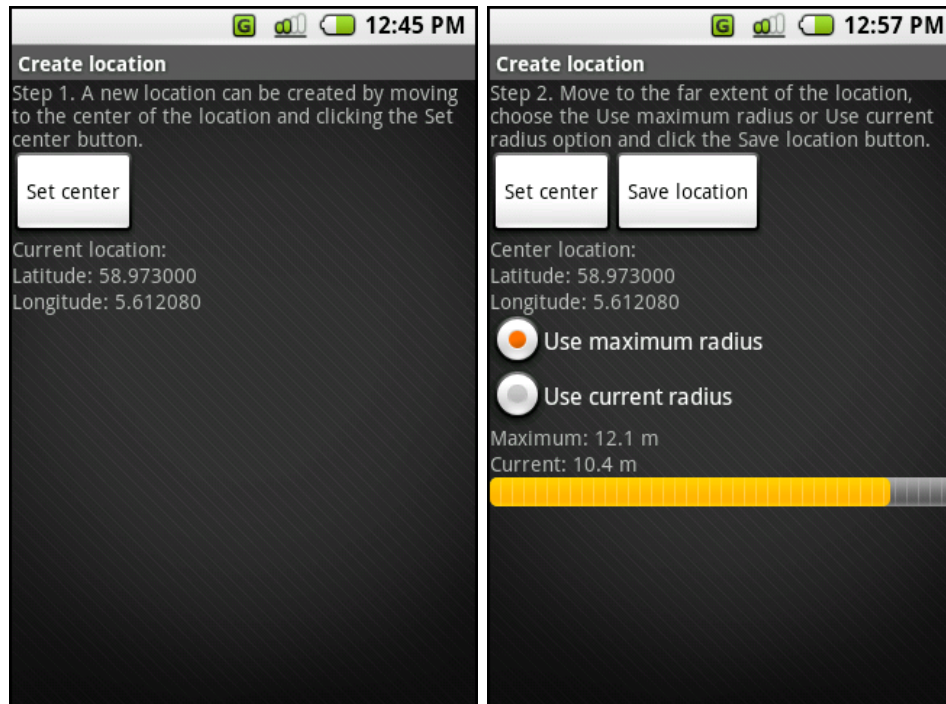 G 12:45 PM
Create location
Step 1. A new location can be created by moving
to the center of the location and clicking the Set
center button.
Set center
Current location:
Latitude: 58.973000
Longitude: 5.612080
G 12:57 PM
Create location
Step 2. Move to the far extent of the location,
choose the Use maximum radius or Use current
radius option and click the Save location button.
Set center Save location
Center location:
Latitude: 58.973000
Longitude: 5.612080
Use maximum radius
Use current radius
Maximum: 12.1 m
Current: 10.4 m